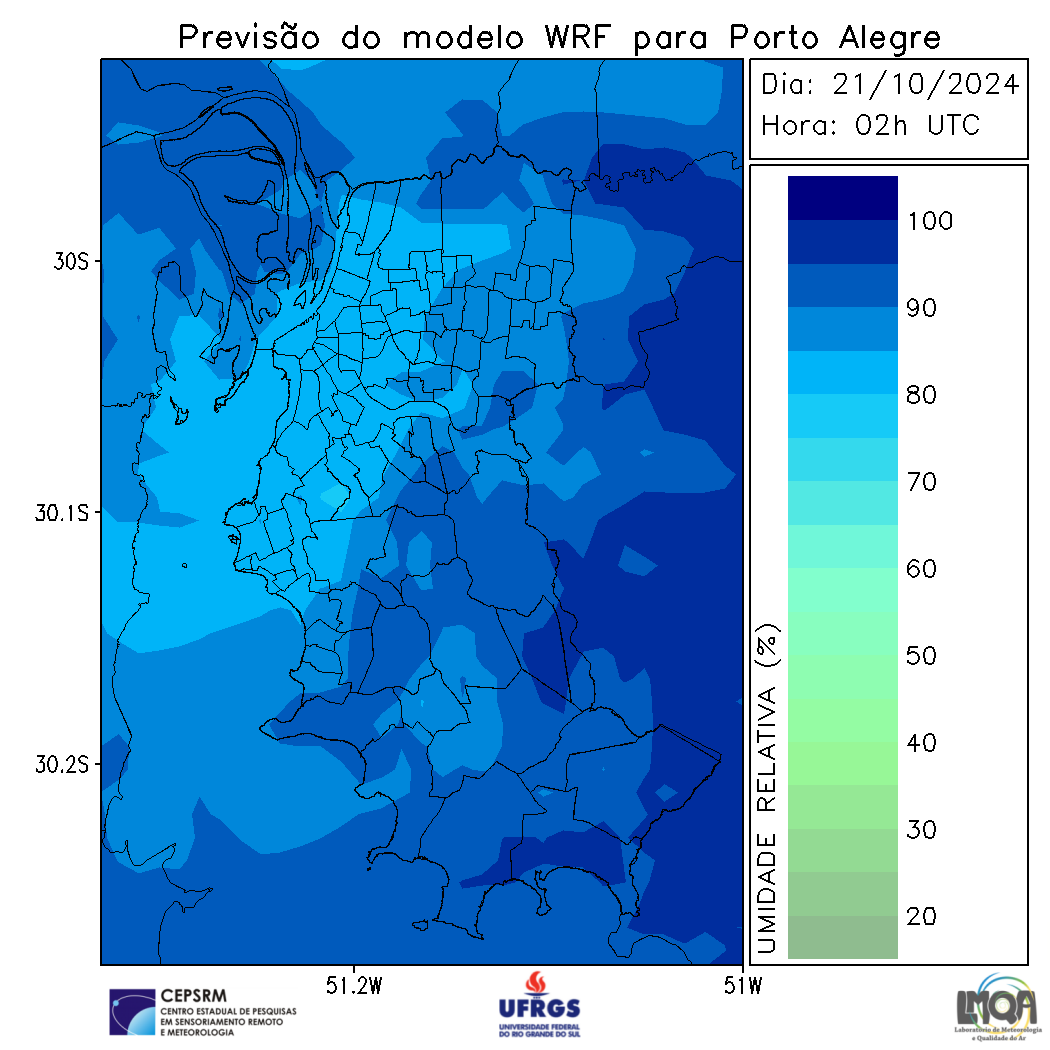 Previsão do modelo WRF para Porto Alegre
Dia: 21/10/2024
Hora: 02h UTC
30S
30.1S
30.2S
51.2W
51W
100
90
80
70
60
50
40
30
20
UMIDADE RELATIVA (%)
CEPSRM
CENTRO ESTADUAL DE PESQUISAS
EM SENSORIAMENTO REMOTO
E METEOROLOGIA
UFRGS
UNIVERSIDADE FEDERAL
DO RIO GRANDE DO SUL
LMQA
Laboratório de Meteorologia
e Qualidade do Ar